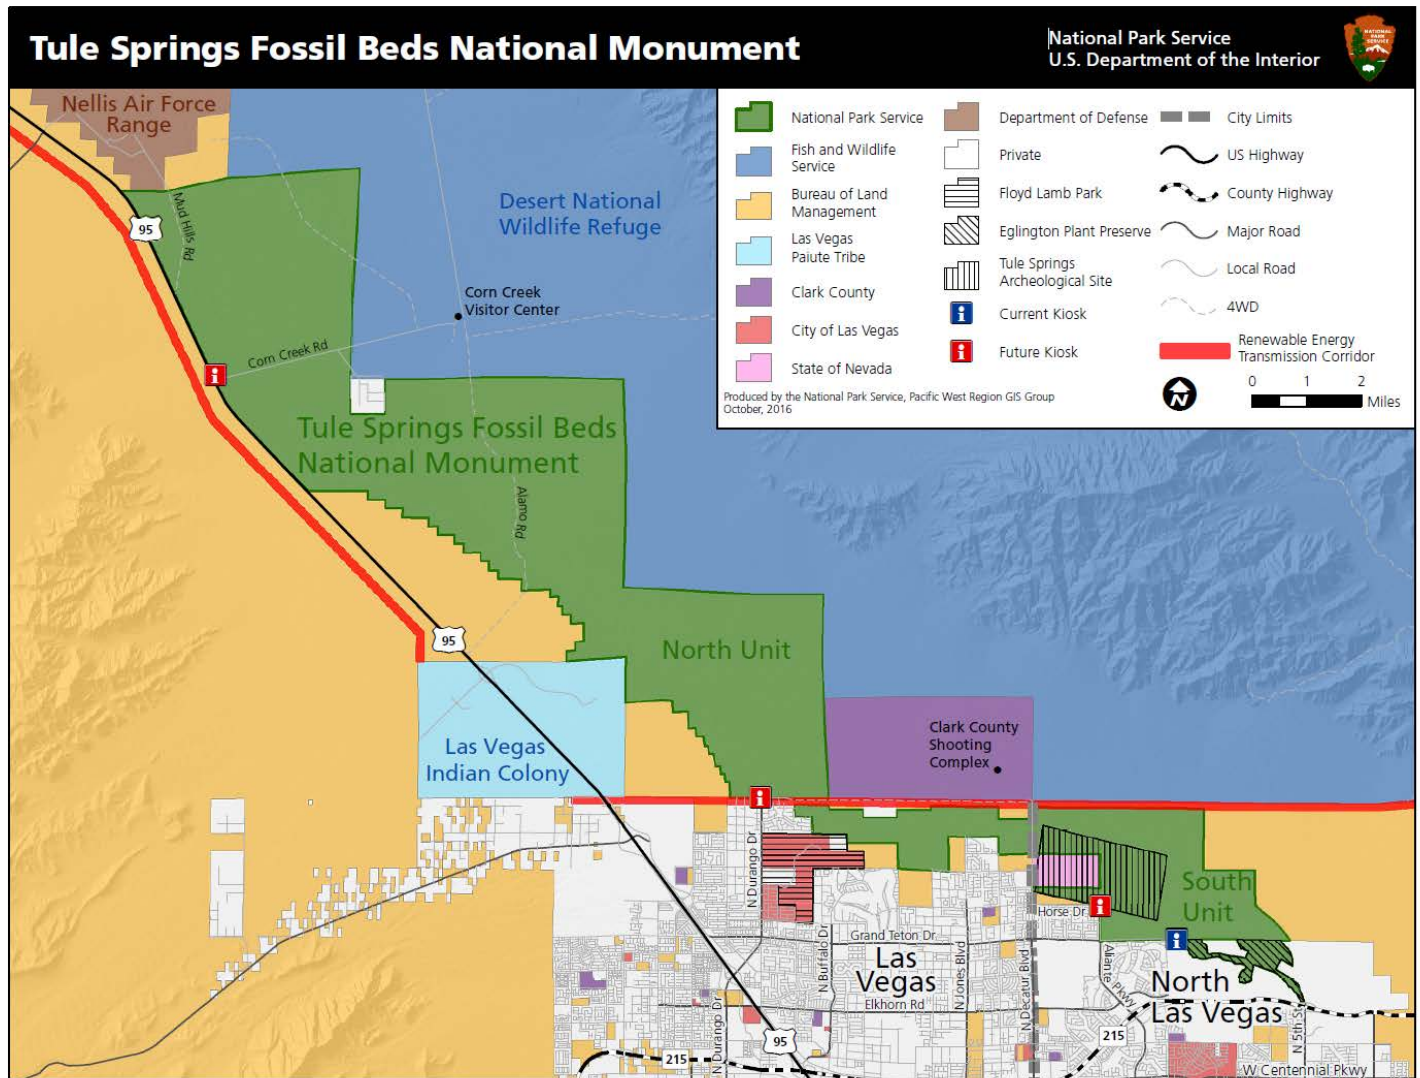 Tule Springs Fossil Beds National Monument
National Park Service
U.S. Department of the Interior
NATIONAL
PARK
SERVICE
National Park Service
Fish and Wildlife
Service
Bureau of Land
Management
Las Vegas
Paiute Tribe
Clark County
City of Las Vegas
State of Nevada
Department of Defense
Private
Floyd Lamb Park
Eglington Plant Preserve
Tule Springs
Archeological Site
Current Kiosk
Future Kiosk
City Limits
US Highway
County Highway
Major Road
Local Road
4WD
Renewable Energy
Transmission Corridor
Produced by the National Park Service, Pacific West Region GIS Group
October, 2016
N
0 1 2
Miles
Nellis Air Force
Range
95
Mud Hills Rd
Desert National
Wildlife Refuge
Corn Creek
Visitor Center
Corn Creek Rd
i
Tule Springs Fossil Beds
National Monument
Alamo Rd
95
North Unit
Las Vegas
Indian Colony
Clark County
Shooting
Complex
i
N Durango Dr
South
Unit
i
Horse Dr
i
Grand Teton Dr
N Buffalo Dr
Las
Vegas
N Jones Blvd
Elkhorn Rd
N Decatur Blvd
Aliante Pkwy
North
Las Vegas
N Durango Dr
95
215
215
N 5th St
W Centennial Pkwy